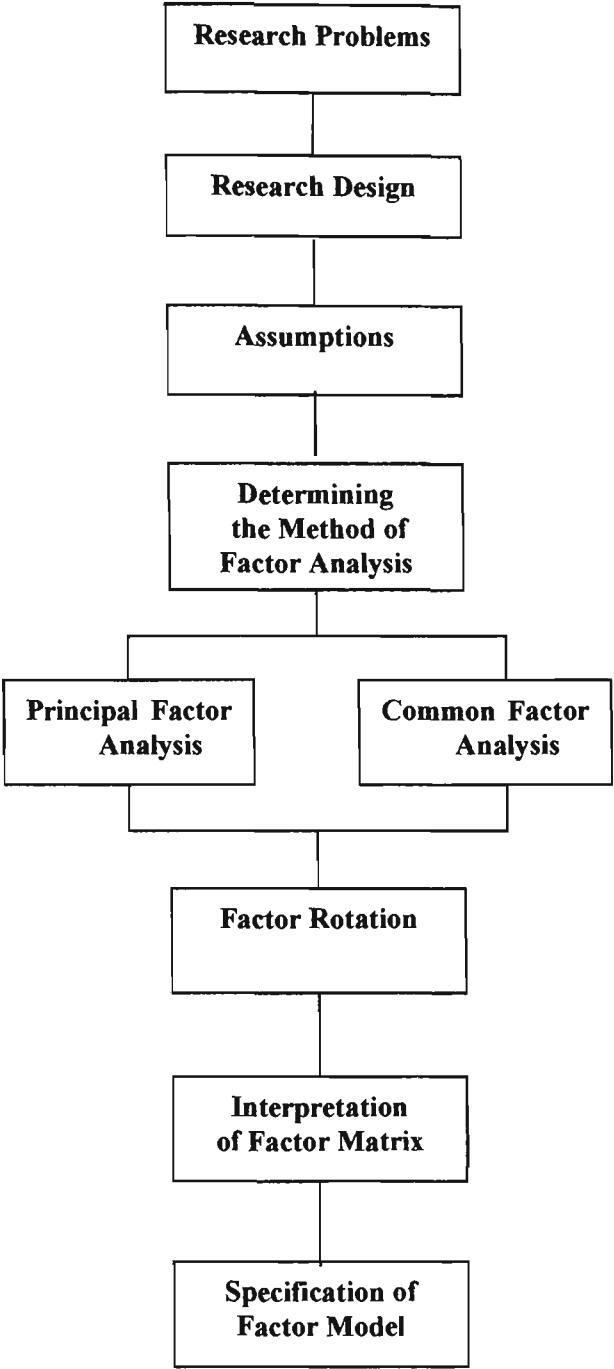 Research Problems
Research Design
Assumptions
Determining
the Method of
Factor Analysis
Principal Factor
Analysis
Common Factor
Analysis
Factor Rotation
Interpretation
of Factor Matrix
Specification of
Factor Model